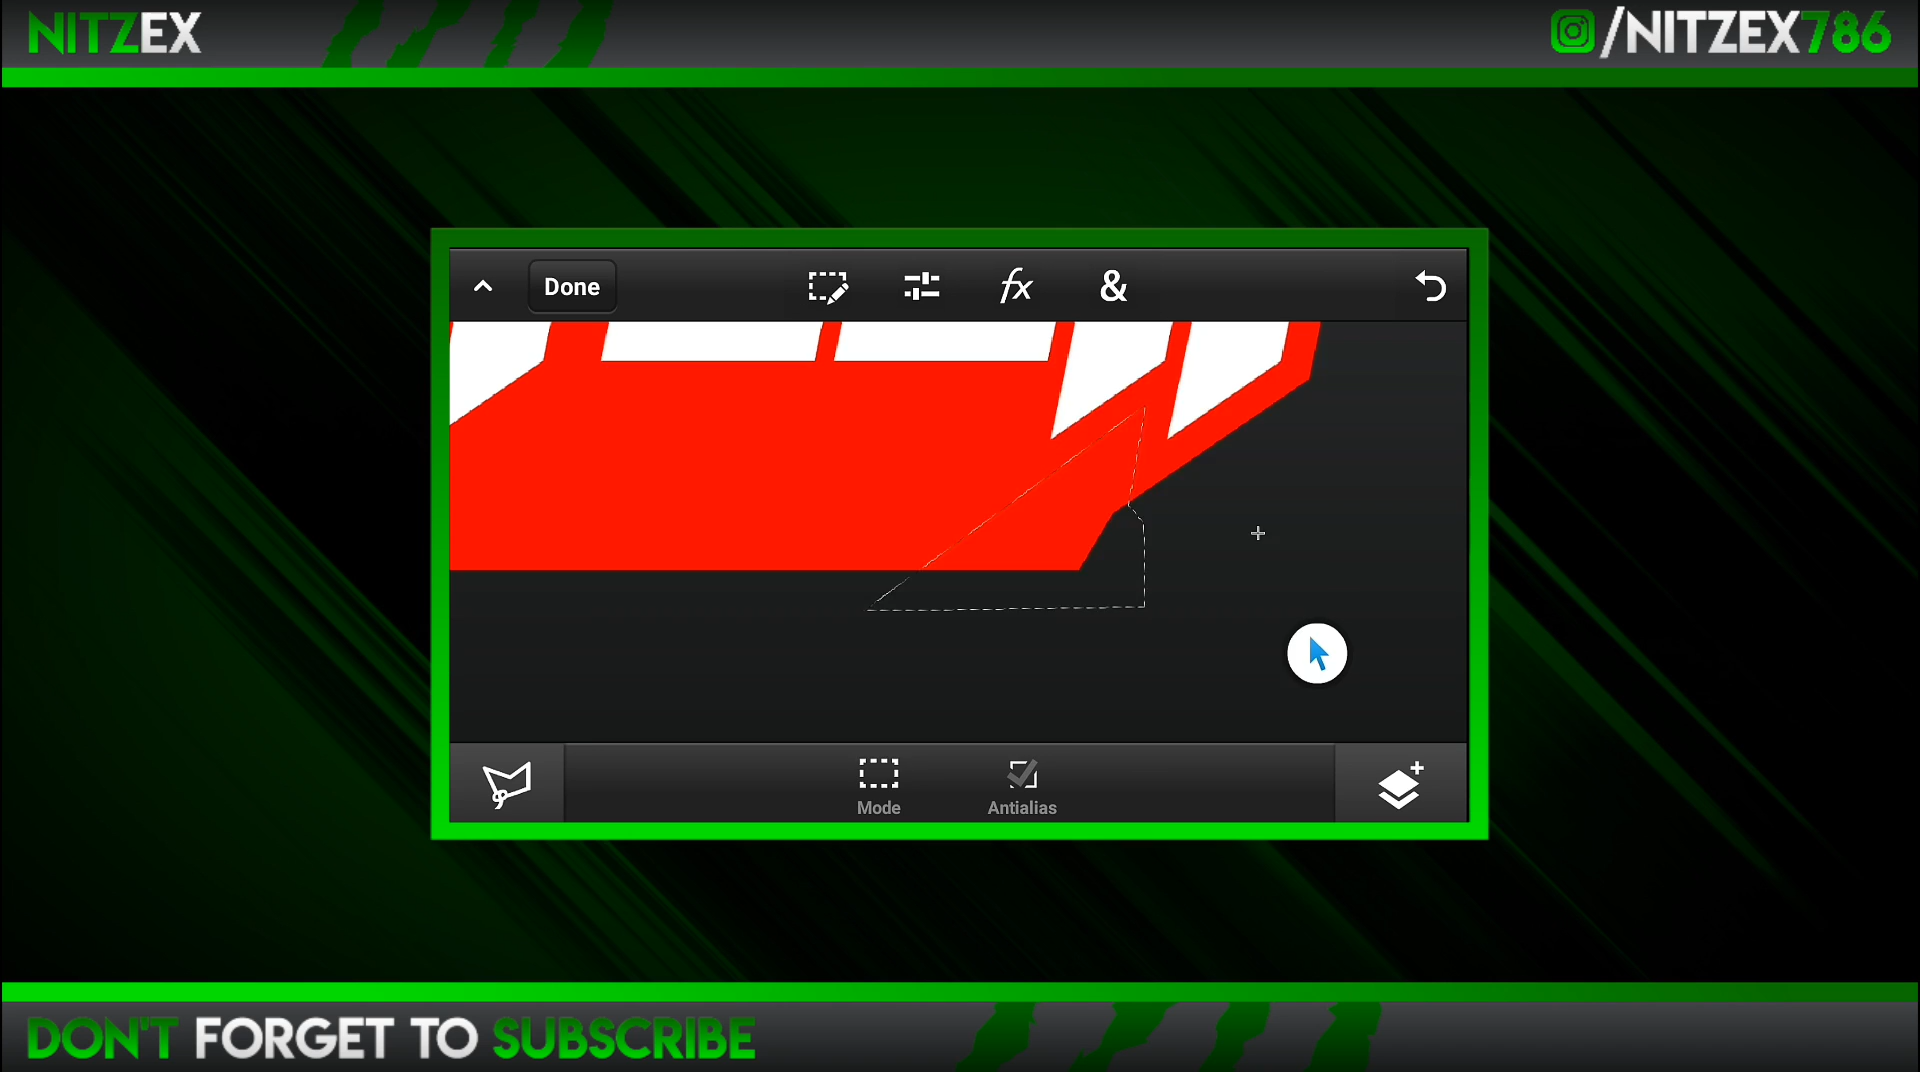 NITZEX
/NITZEX786
Done
fx
&
Mode
Antialias
DON'T FORGET TO SUBSCRIBE